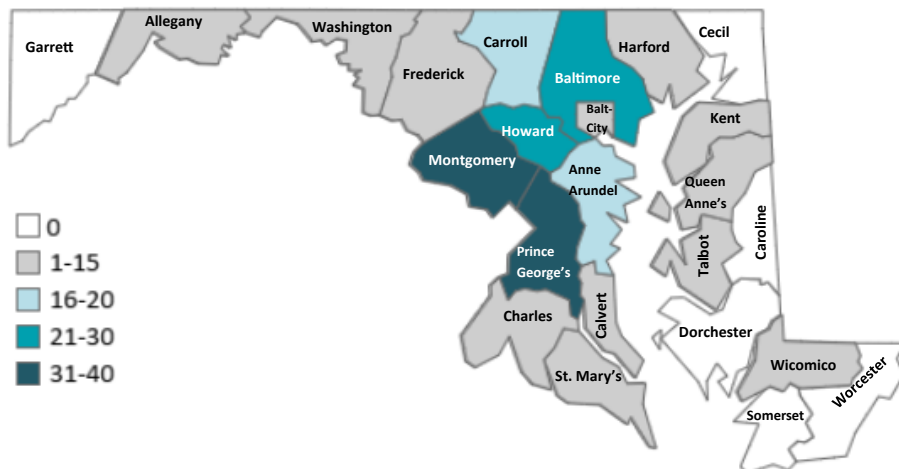 Garrett
Allegany
Washington
Frederick
Carroll
Baltimore
Harford
Cecil
Balt-
City
Howard
Montgomery
Anne
Arundel
Kent
Queen
Anne's
Caroline
Talbot
Prince
George's
Charles
Calvert
St. Mary's
Dorchester
Wicomico
Worcester
Somerset
0
1-15
16-20
21-30
31-40